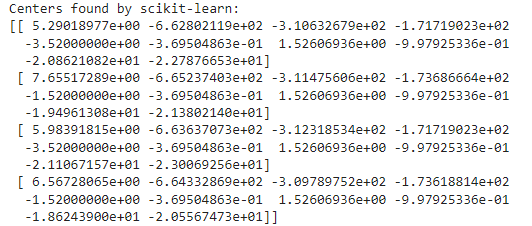 Centers found by scikit-learn:
[[ 5.29018977e+00 -6.62802119e+02 -3.10632679e+02 -1.71719023e+02
-3.52000000e+00 -3.69504863e-01 1.52606936e+00 -9.97925336e-01
-2.08621082e+01 -2.27876653e+01]
[ 7.65517289e+00 -6.65237403e+02 -3.11475606e+02 -1.73686664e+02
-1.52000000e+00 -3.69504863e-01 1.52606936e+00 -9.97925336e-01
-1.94961308e+01 -2.13802140e+01]
[ 5.98391815e+00 -6.63637073e+02 -3.12318534e+02 -1.71719023e+02
-3.52000000e+00 -3.69504863e-01 1.52606936e+00 -9.97925336e-01
-2.11067157e+01 -2.30069256e+01]
[ 6.56728065e+00 -6.64332869e+02 -3.09789752e+02 -1.73618814e+02
-1.52000000e+00 -3.69504863e-01 1.52606936e+00 -9.97925336e-01
-1.86243900e+01 -2.05567473e+01]]